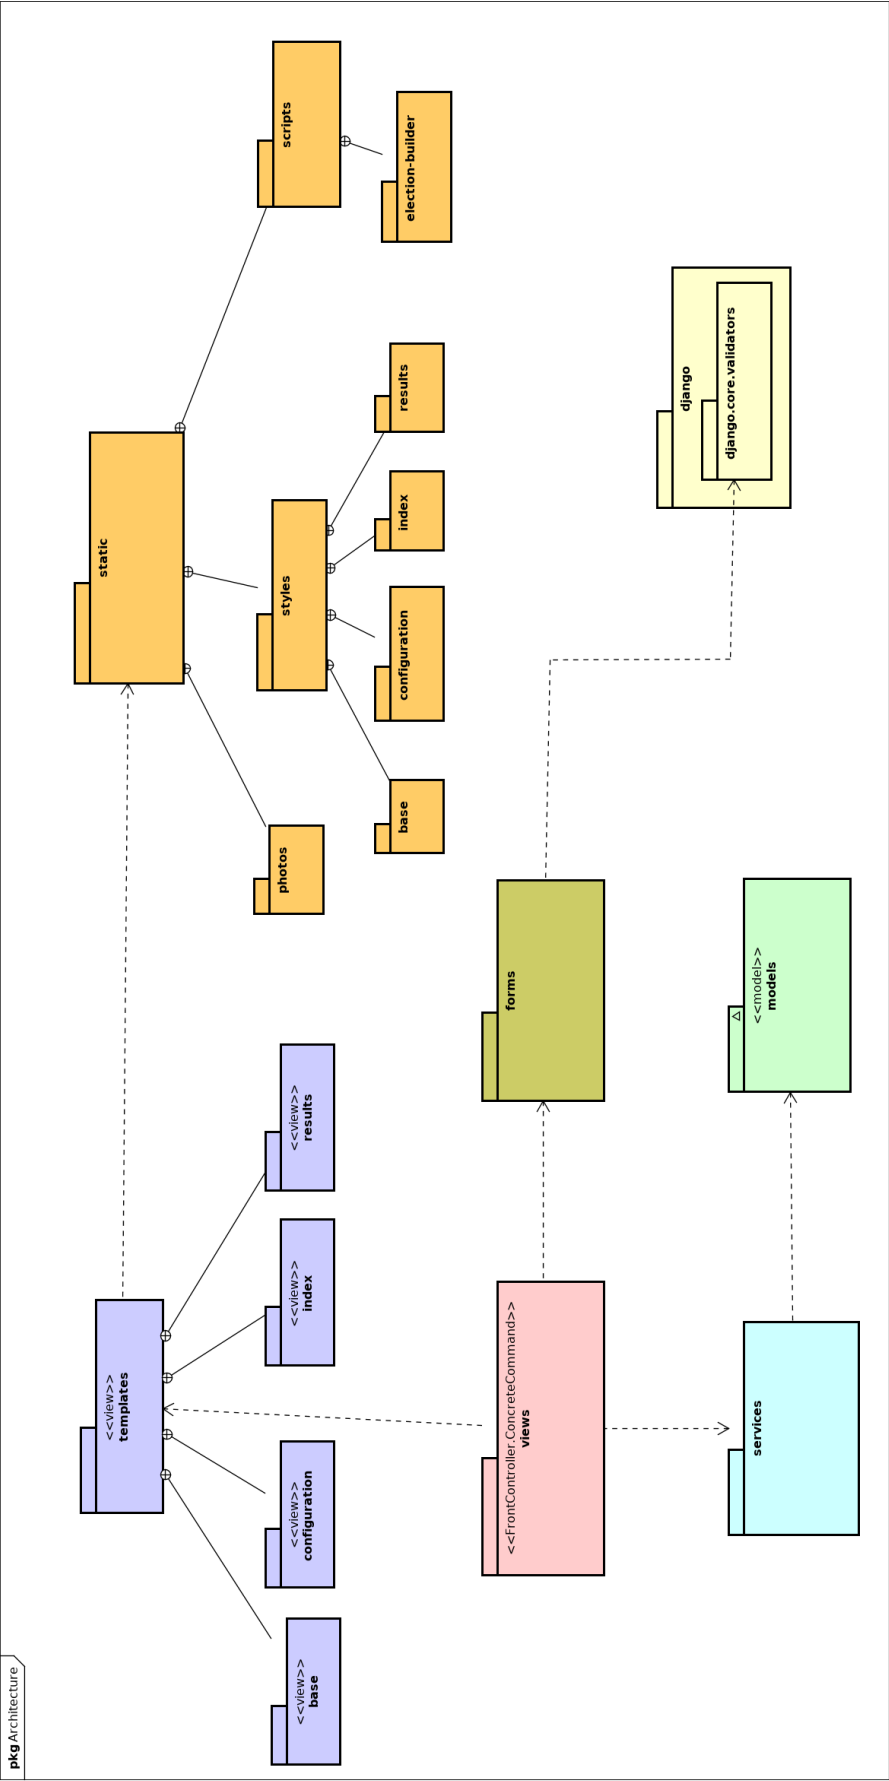 pkg Architecture
<<view>>
templates
static
<<view>>
base
<<view>>
configuration
<<view>>
index
<<view>>
results
photos
styles
scripts
base
configuration
index
results
election-builder
<<FrontController.ConcreteCommand>>
views
forms
django
django.core.validators
services
<<model>>
models